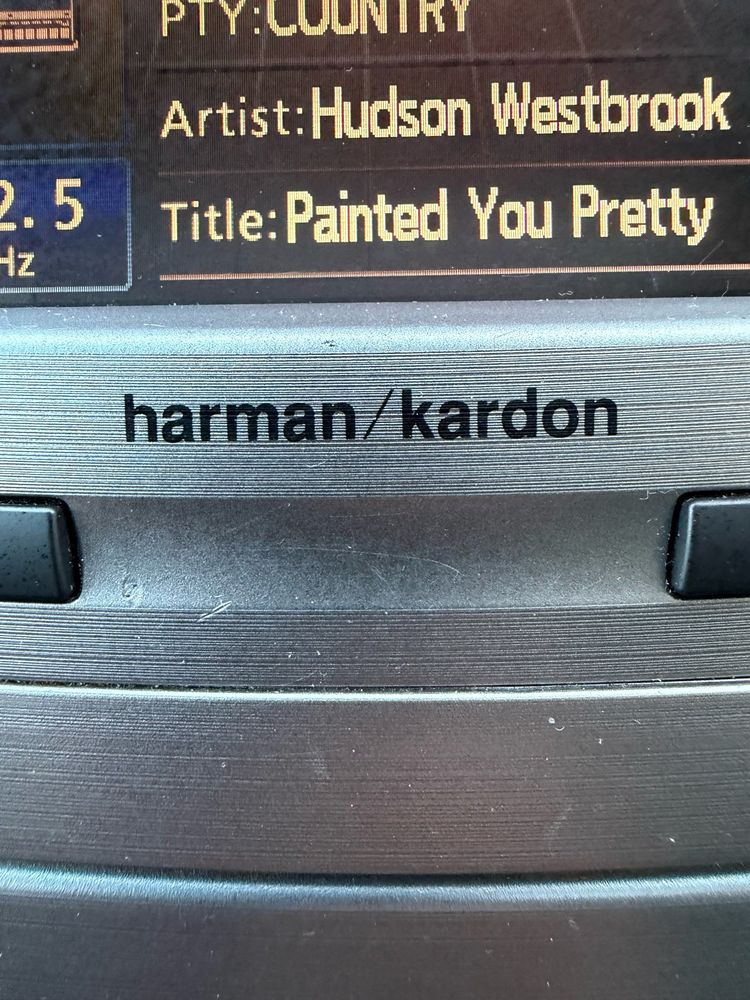 PTY:COUNTRY
Artist:Hudson Westbrook
2.5
Hz
Title:Painted You Pretty
harman/kardon